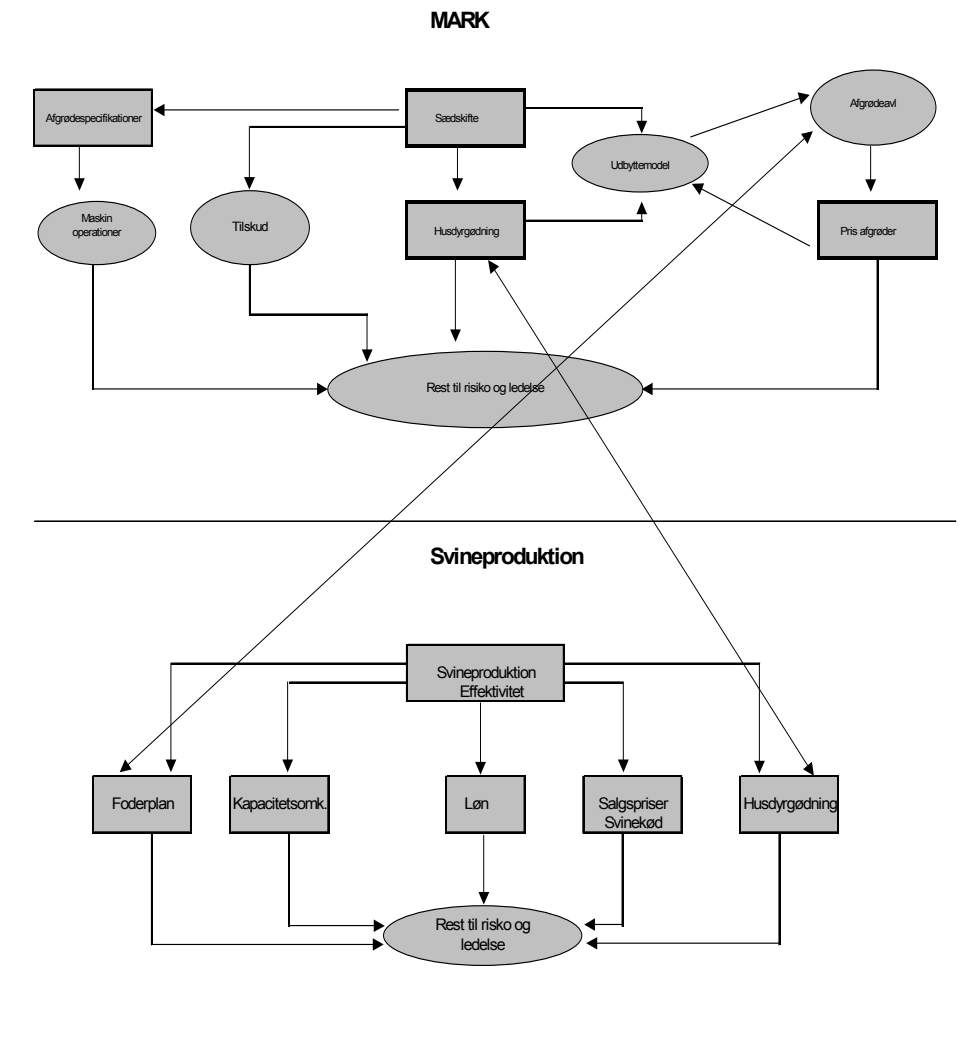 MARK
Afgrødespecifikationer
Sædskifte
Afgrødeavl
Udbyttemodel
Maskin
operationer
Tilskud
Husdyrgødning
Pris afgrøder
Rest til risiko og ledelse
Svineproduktion
Svineproduktion
Effektivitet
Foderplan
Kapacitetsomk.
Løn
Salgspriser
Svinekød
Husdyrgødning
Rest til risko og
ledelse